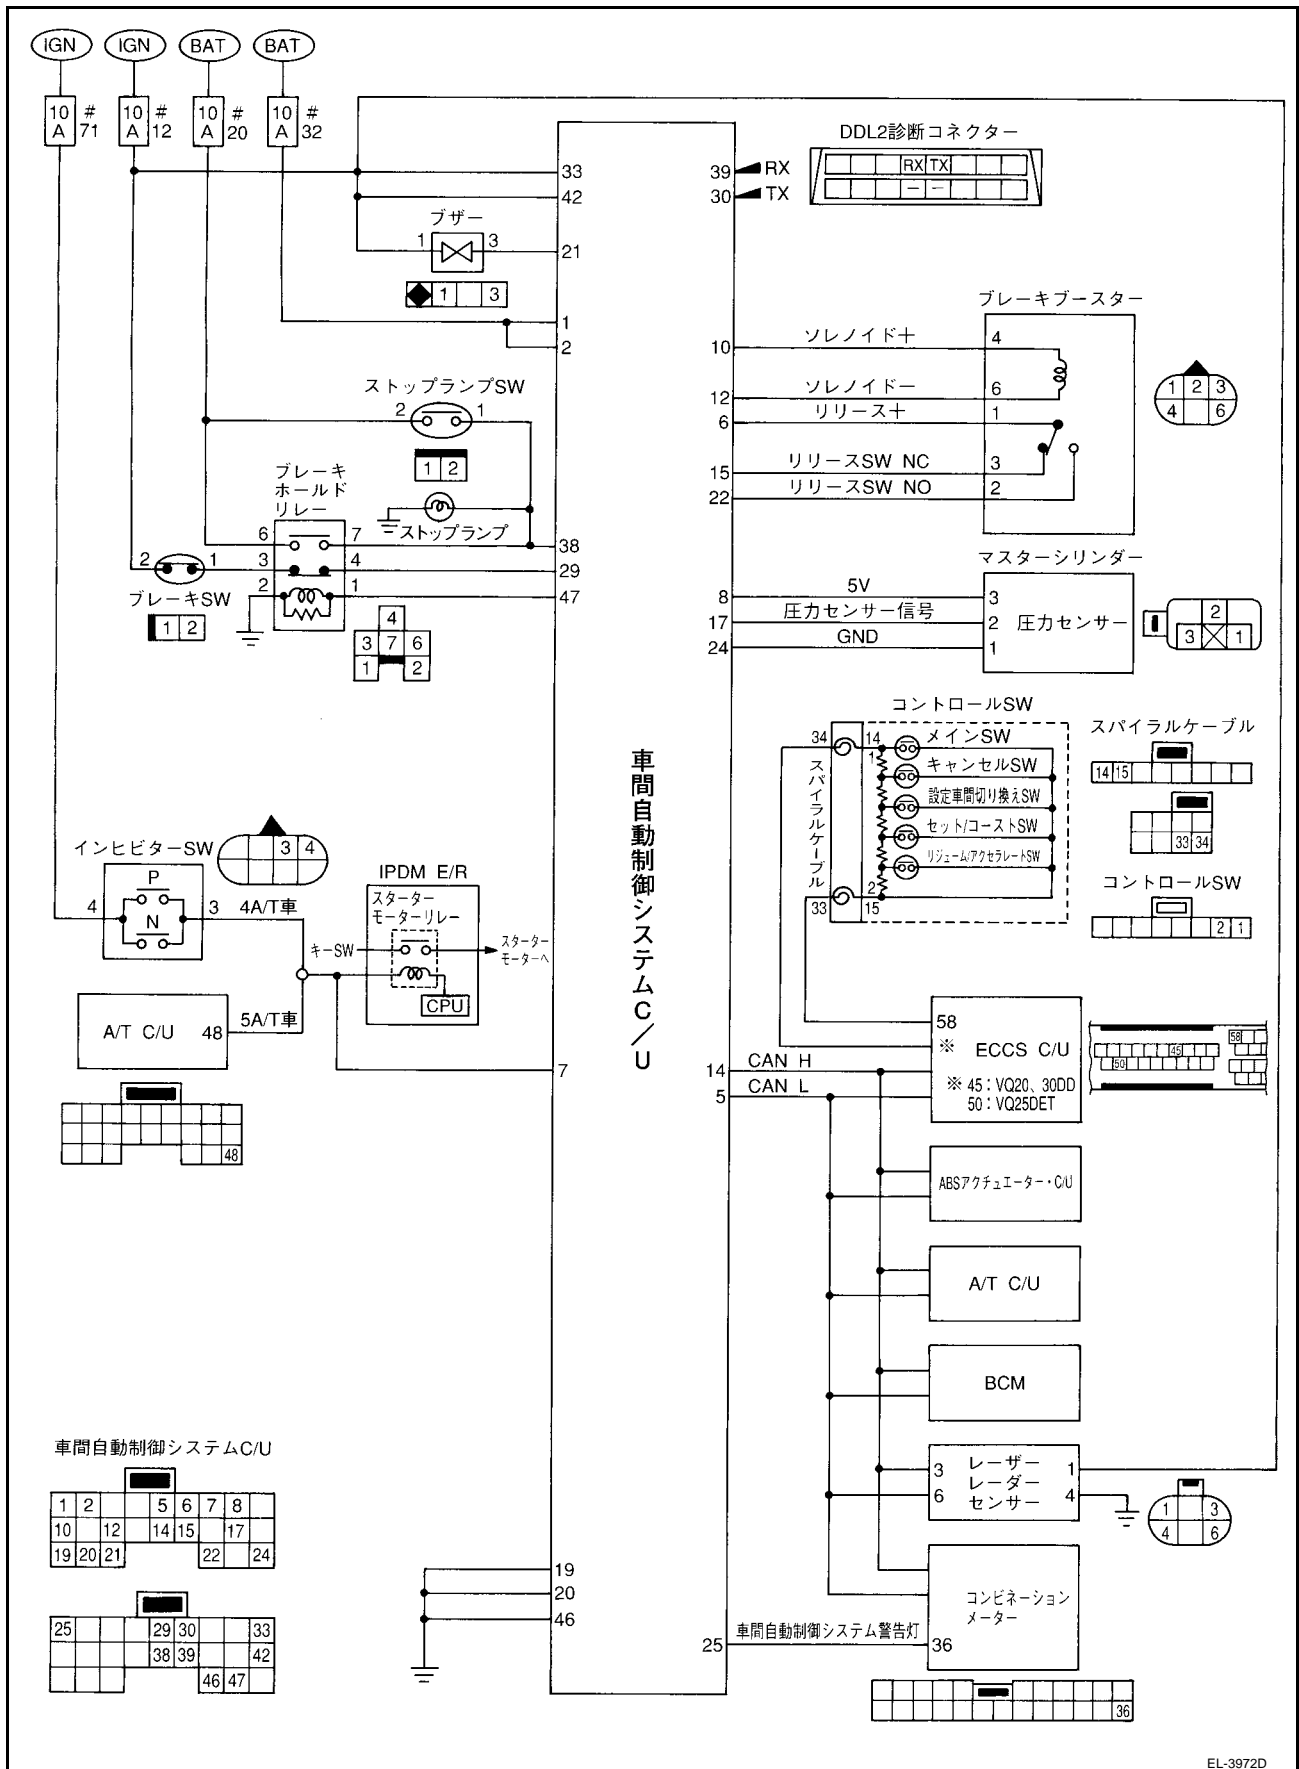 IGN
IGN
BAT
BAT
10
A
#
71
10
A
#
12
10
A
#
20
10
A
#
32
33
42
ブザー
1
3
21
1
3
1
2
ストップランプSW
2
1
1 2
ブレーキ
ホールド
リレー
ストップランプ
6
7
38
2
1
3
4
29
2
1
47
ブレーキSW
1 2
4
3 7 6
1 2
DDL2診断コネクター
39 RX
30 TX
RX TX
– –
ブレーキブースター
10 ソレノイド+ 4
12 ソレノイド− 6
6 リリース+ 1
15 リリースSW NC 3
22 リリースSW NO 2
1 2 3
4 6
マスターシリンダー
8 5V 3
17 圧力センサー信号 2
24 GND 1
圧力センサー
2
3 1
コントロールSW
34
14
1
メインSW
キャンセルSW
設定車間切り換えSW
セット/コーストSW
リジューム/アクセラレートSW
スパイラルケーブル
33
2
15
スパイラルケーブル
14 15
33 34
コントロールSW
2 1
車間自動制御システムC/U
インヒビターSW
3 4
P
N
4
3
4A/T車
IPDM E/R
スターター
モーターリレー
キーSW
スターター
モーターへ
CPU
A/T C/U 48
5A/T車
7
48
58
※
ECCS C/U
※ 45：VQ20、30DD
50：VQ25DET
58
45
50
14 CAN H
5 CAN L
ABSアクチュエーター・C/U
A/T C/U
BCM
3
6
レーザー
レーダー
センサー
1
4
1 3
4 6
コンビネーション
メーター
25 車間自動制御システム警告灯 36
36
19
20
46
車間自動制御システムC/U
1 2 5 6 7 8
10 12 14 15 17
19 20 21 22 24
25 29 30 33
38 39 42
46 47
EL-3972D